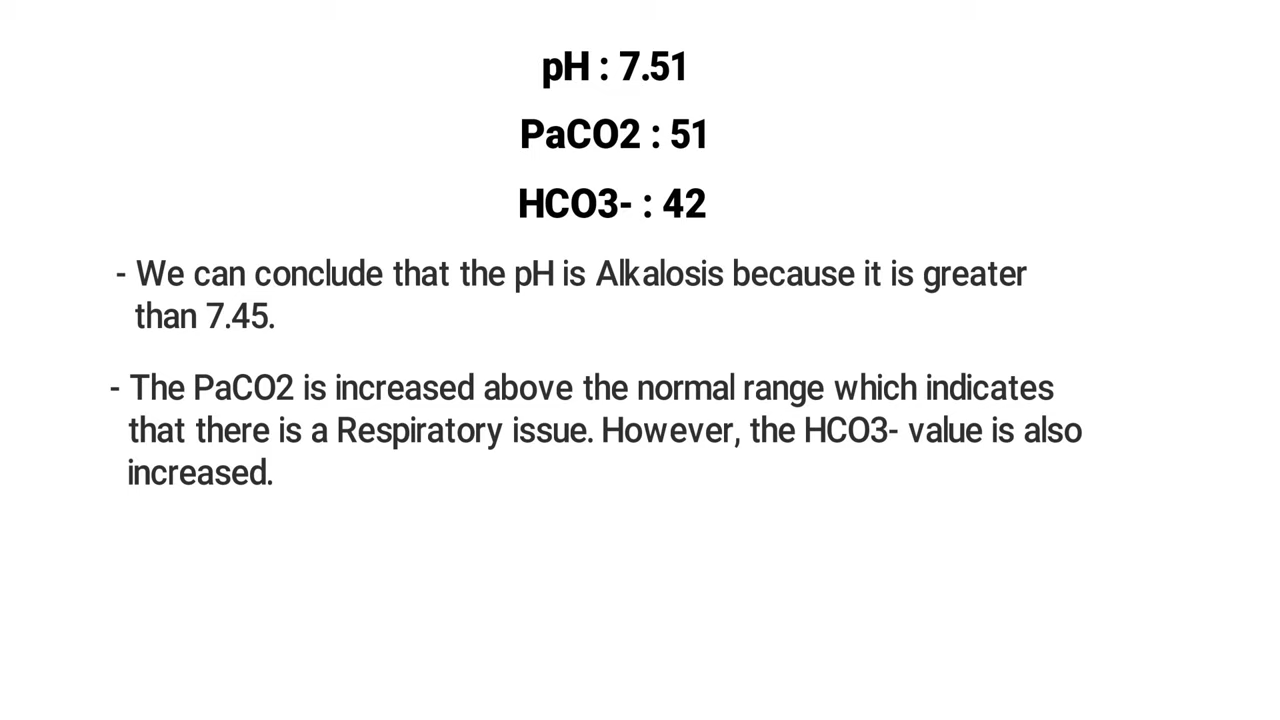 pH : 7.51
PaCO2 : 51
HCO3- : 42
- We can conclude that the pH is Alkalosis because it is greater
than 7.45.
- The PaCO2 is increased above the normal range which indicates
that there is a Respiratory issue. However, the HCO3- value is also
increased.